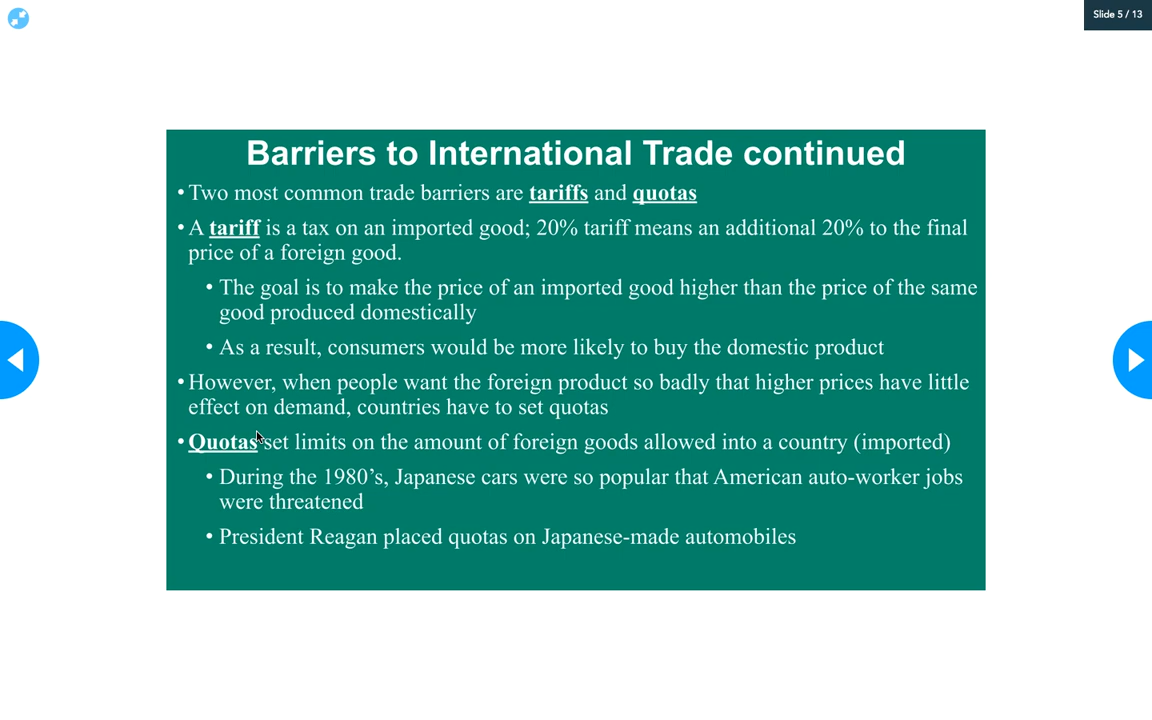 Slide 5 / 13
Barriers to International Trade continued
• Two most common trade barriers are tariffs and quotas
• A tariff is a tax on an imported good; 20% tariff means an additional 20% to the final
price of a foreign good.
• The goal is to make the price of an imported good higher than the price of the same
good produced domestically
• As a result, consumers would be more likely to buy the domestic product
• However, when people want the foreign product so badly that higher prices have little
effect on demand, countries have to set quotas
• Quotas set limits on the amount of foreign goods allowed into a country (imported)
• During the 1980’s, Japanese cars were so popular that American auto-worker jobs
were threatened
• President Reagan placed quotas on Japanese-made automobiles